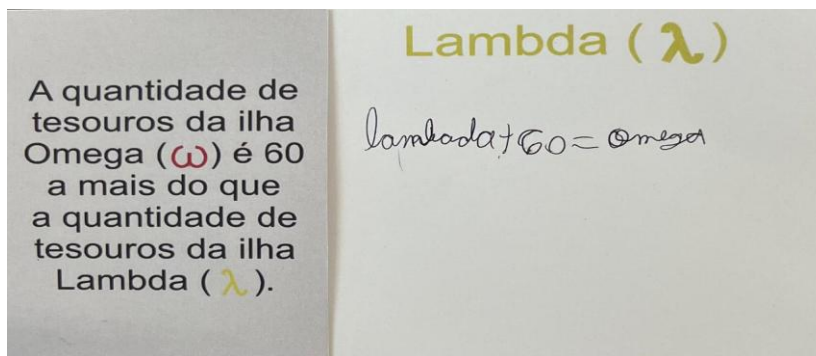 A quantidade de
tesouros da ilha
Omega (ω) é 60
a mais do que
a quantidade de
tesouros da ilha
Lambda ( λ ).
Lambda ( λ )
lambada + 60 = omega